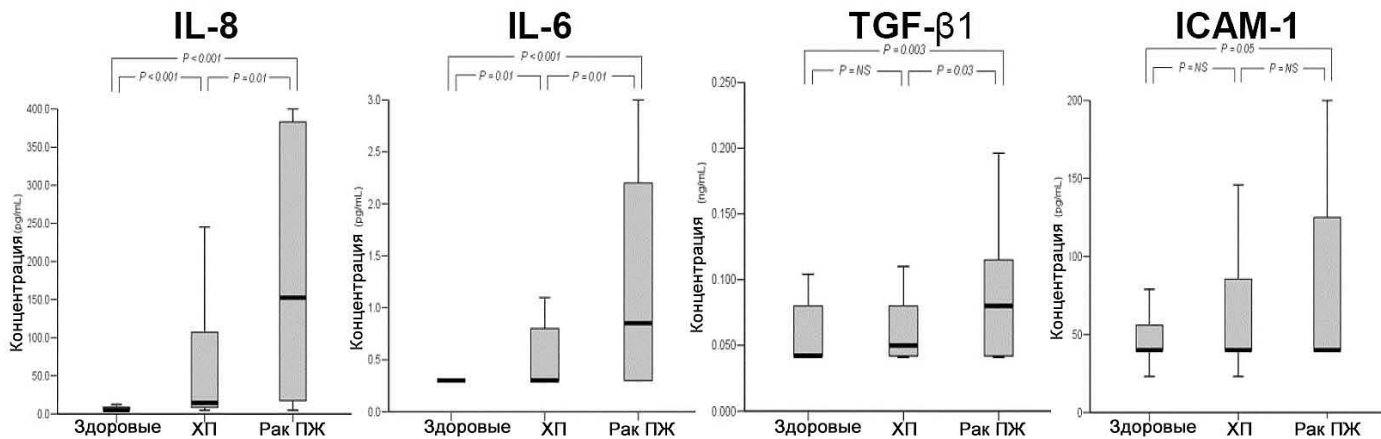 IL-8
P < 0.001
P < 0.001
P = 0.01
Концентрация (pg/mL)
400.0
350.0
300.0
250.0
200.0
150.0
100.0
50.0
0.0
Здоровые
ХП
Рак ПЖ
IL-6
P < 0.001
P = 0.01
P = 0.01
Концентрация (pg/mL)
3.0
2.5
2.0
1.5
1.0
0.5
0.0
Здоровые
ХП
Рак ПЖ
TGF-β1
P = 0.003
P = NS
P = 0.03
Концентрация (ng/mL)
0.250
0.200
0.150
0.100
0.050
0.000
Здоровые
ХП
Рак ПЖ
ICAM-1
P = 0.05
P = NS
P = NS
Концентрация (pg/mL)
200
150
100
50
0
Здоровые
ХП
Рак ПЖ